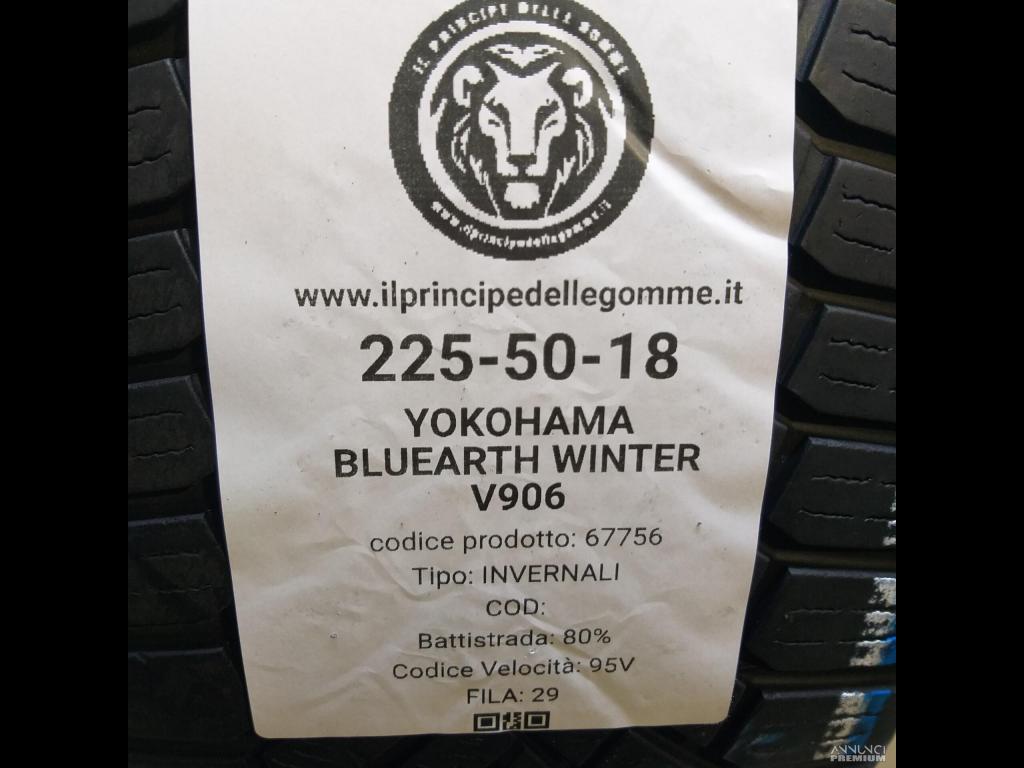 IL PRINCIPE DELLE GOMME
www.ilprincipedellegomme.it
www.ilprincipedellegomme.it
225-50-18
YOKOHAMA
BLUEARTH WINTER
V906
codice prodotto: 67756
Tipo: INVERNALI
COD:
Battistrada: 80%
Codice Velocità: 95V
FILA: 29
ANNUNCI
PREMIUM